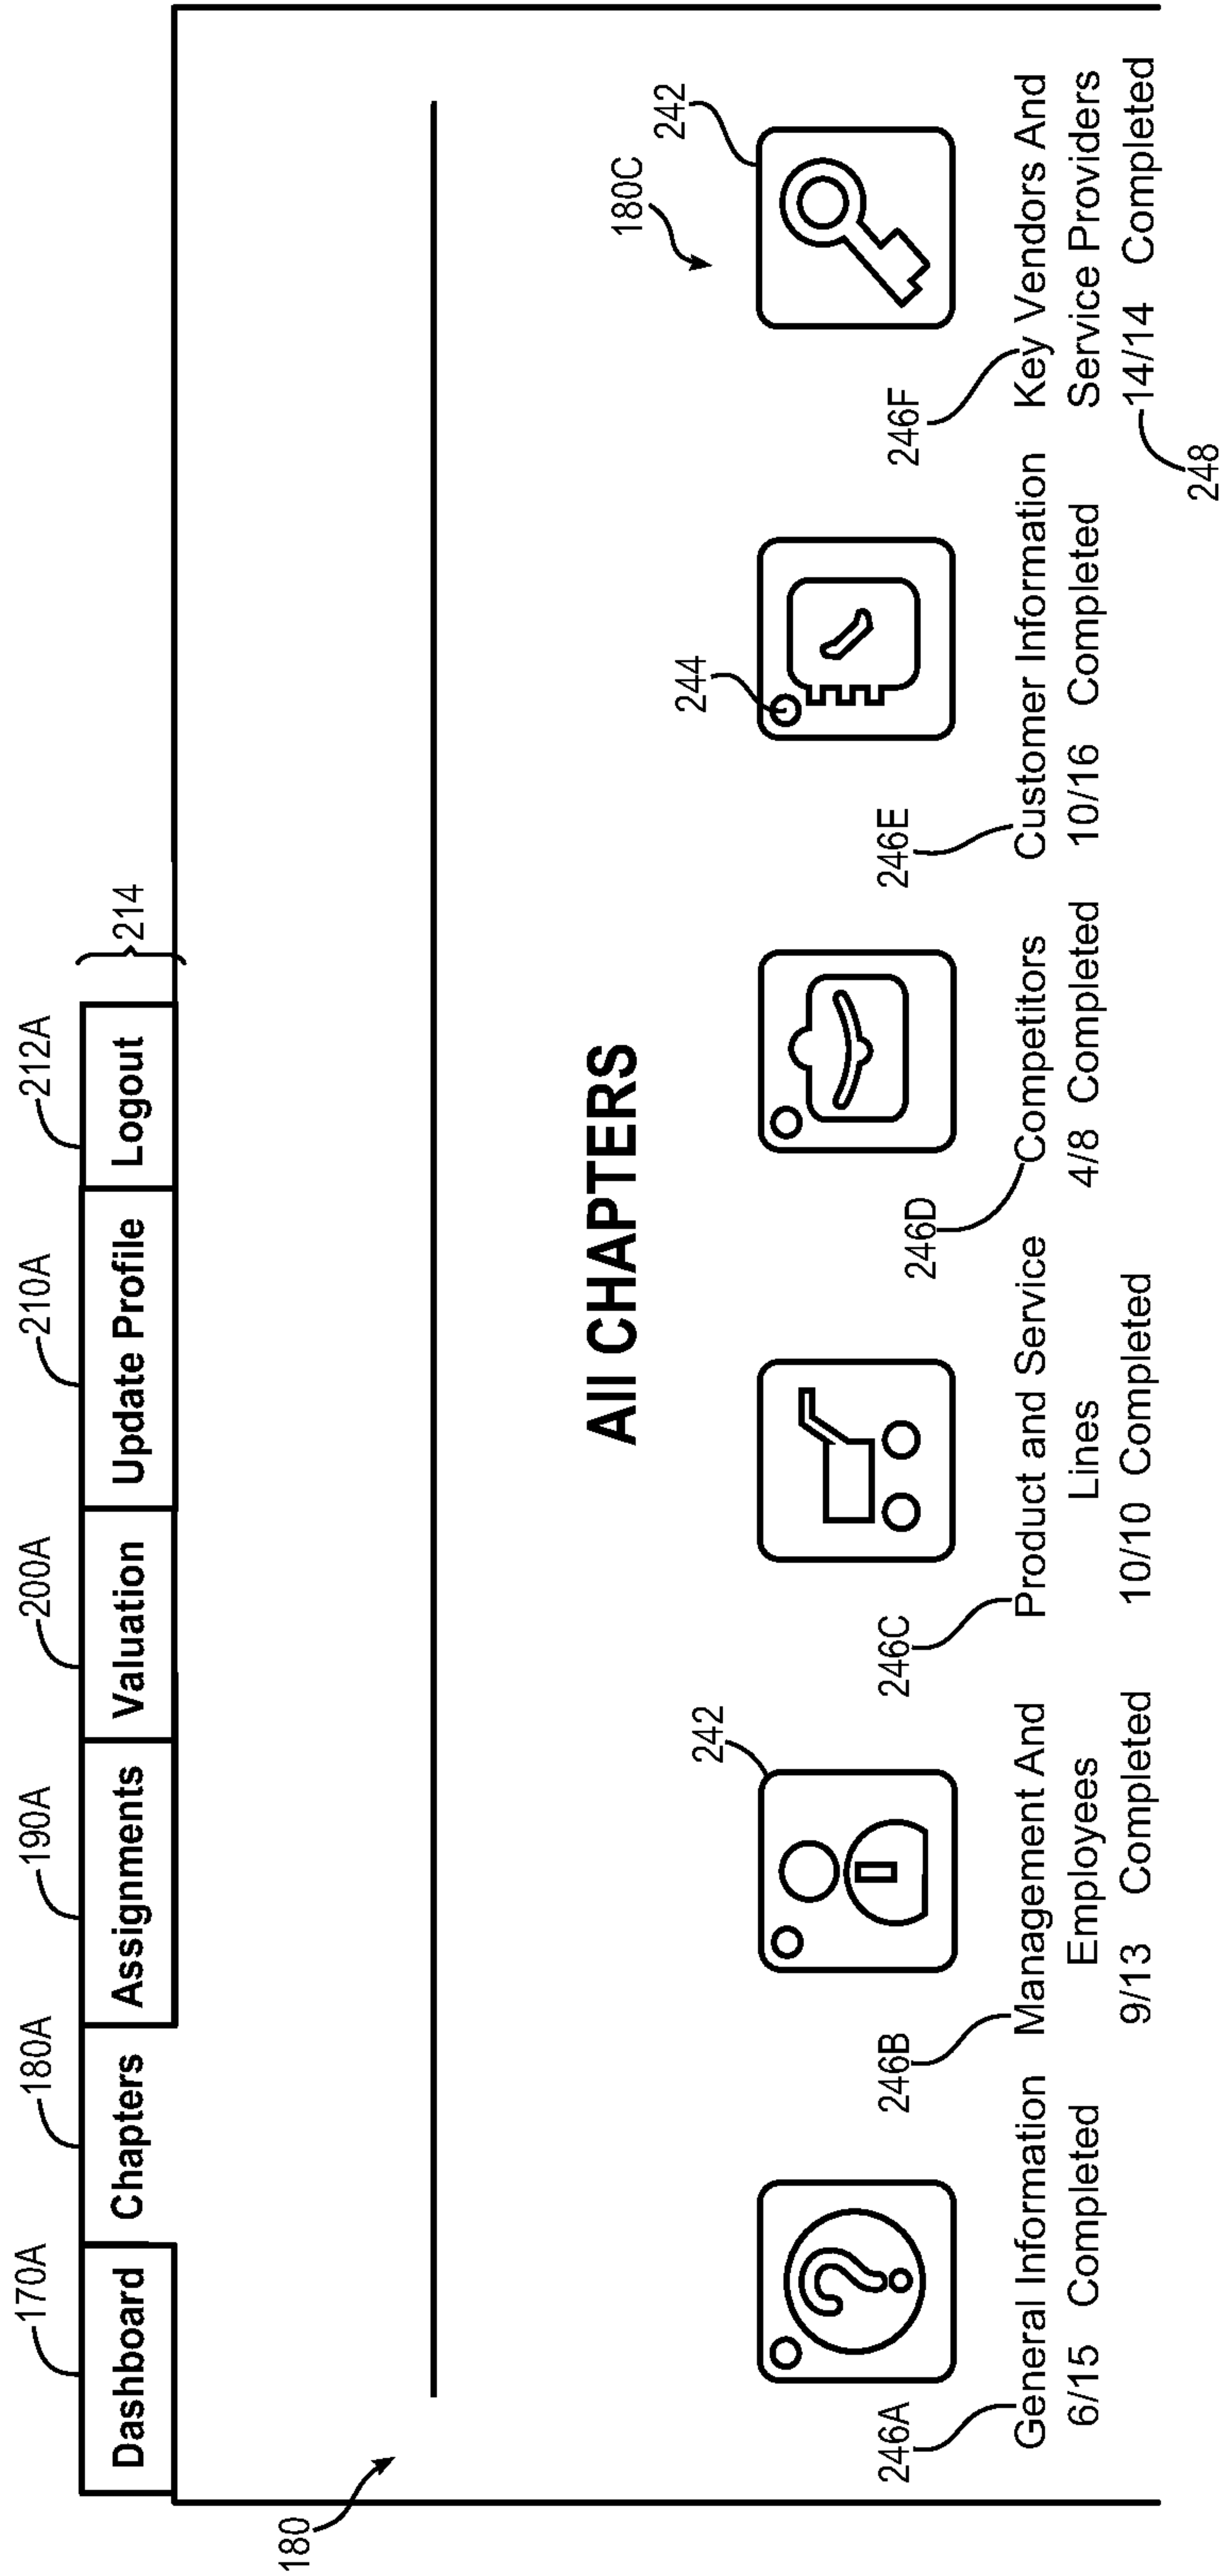 170A
180A
190A
200A
210A
212A
Dashboard
Chapters
Assignments
Valuation
Update Profile
Logout
214
180
All CHAPTERS
180C
242
244
242
246A
246B
246C
246D
246E
246F
General Information
6/15 Completed
Management And
Employees
9/13 Completed
Product and Service
Lines
10/10 Completed
Competitors
4/8 Completed
Customer Information
10/16 Completed
Key Vendors And
Service Providers
14/14 Completed
248